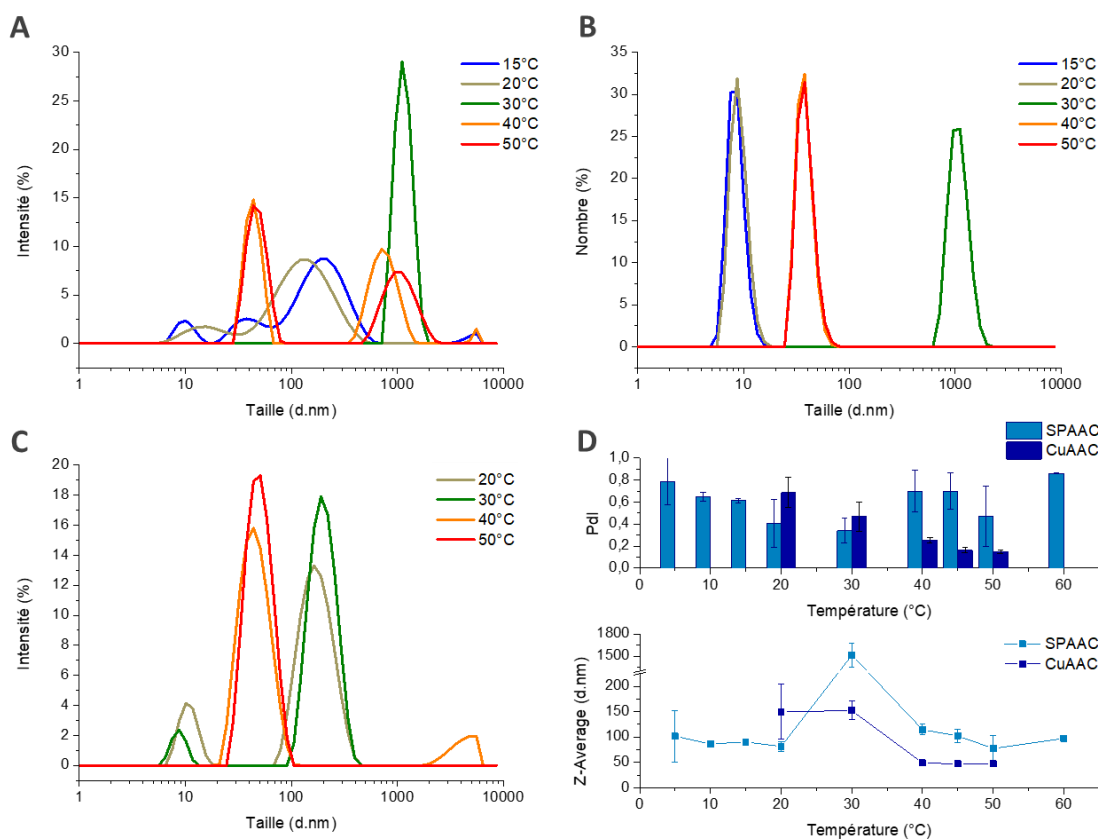 A
30
25
20
15
10
5
0
Intensité (%)
1
10
100
1000
10000
Taille (d.nm)
15°C
20°C
30°C
40°C
50°C
B
35
30
25
20
15
10
5
0
Nombre (%)
1
10
100
1000
10000
Taille (d.nm)
15°C
20°C
30°C
40°C
50°C
C
20
18
16
14
12
10
8
6
4
2
0
Intensité (%)
1
10
100
1000
10000
Taille (d.nm)
20°C
30°C
40°C
50°C
D
SPAAC
CuAAC
1,0
0,8
0,6
0,4
0,2
0,0
PdI
0
10
20
30
40
50
60
Température (°C)
1800
1500
200
150
100
50
0
Z-Average (d.nm)
SPAAC
CuAAC
0
10
20
30
40
50
60
Température (°C)